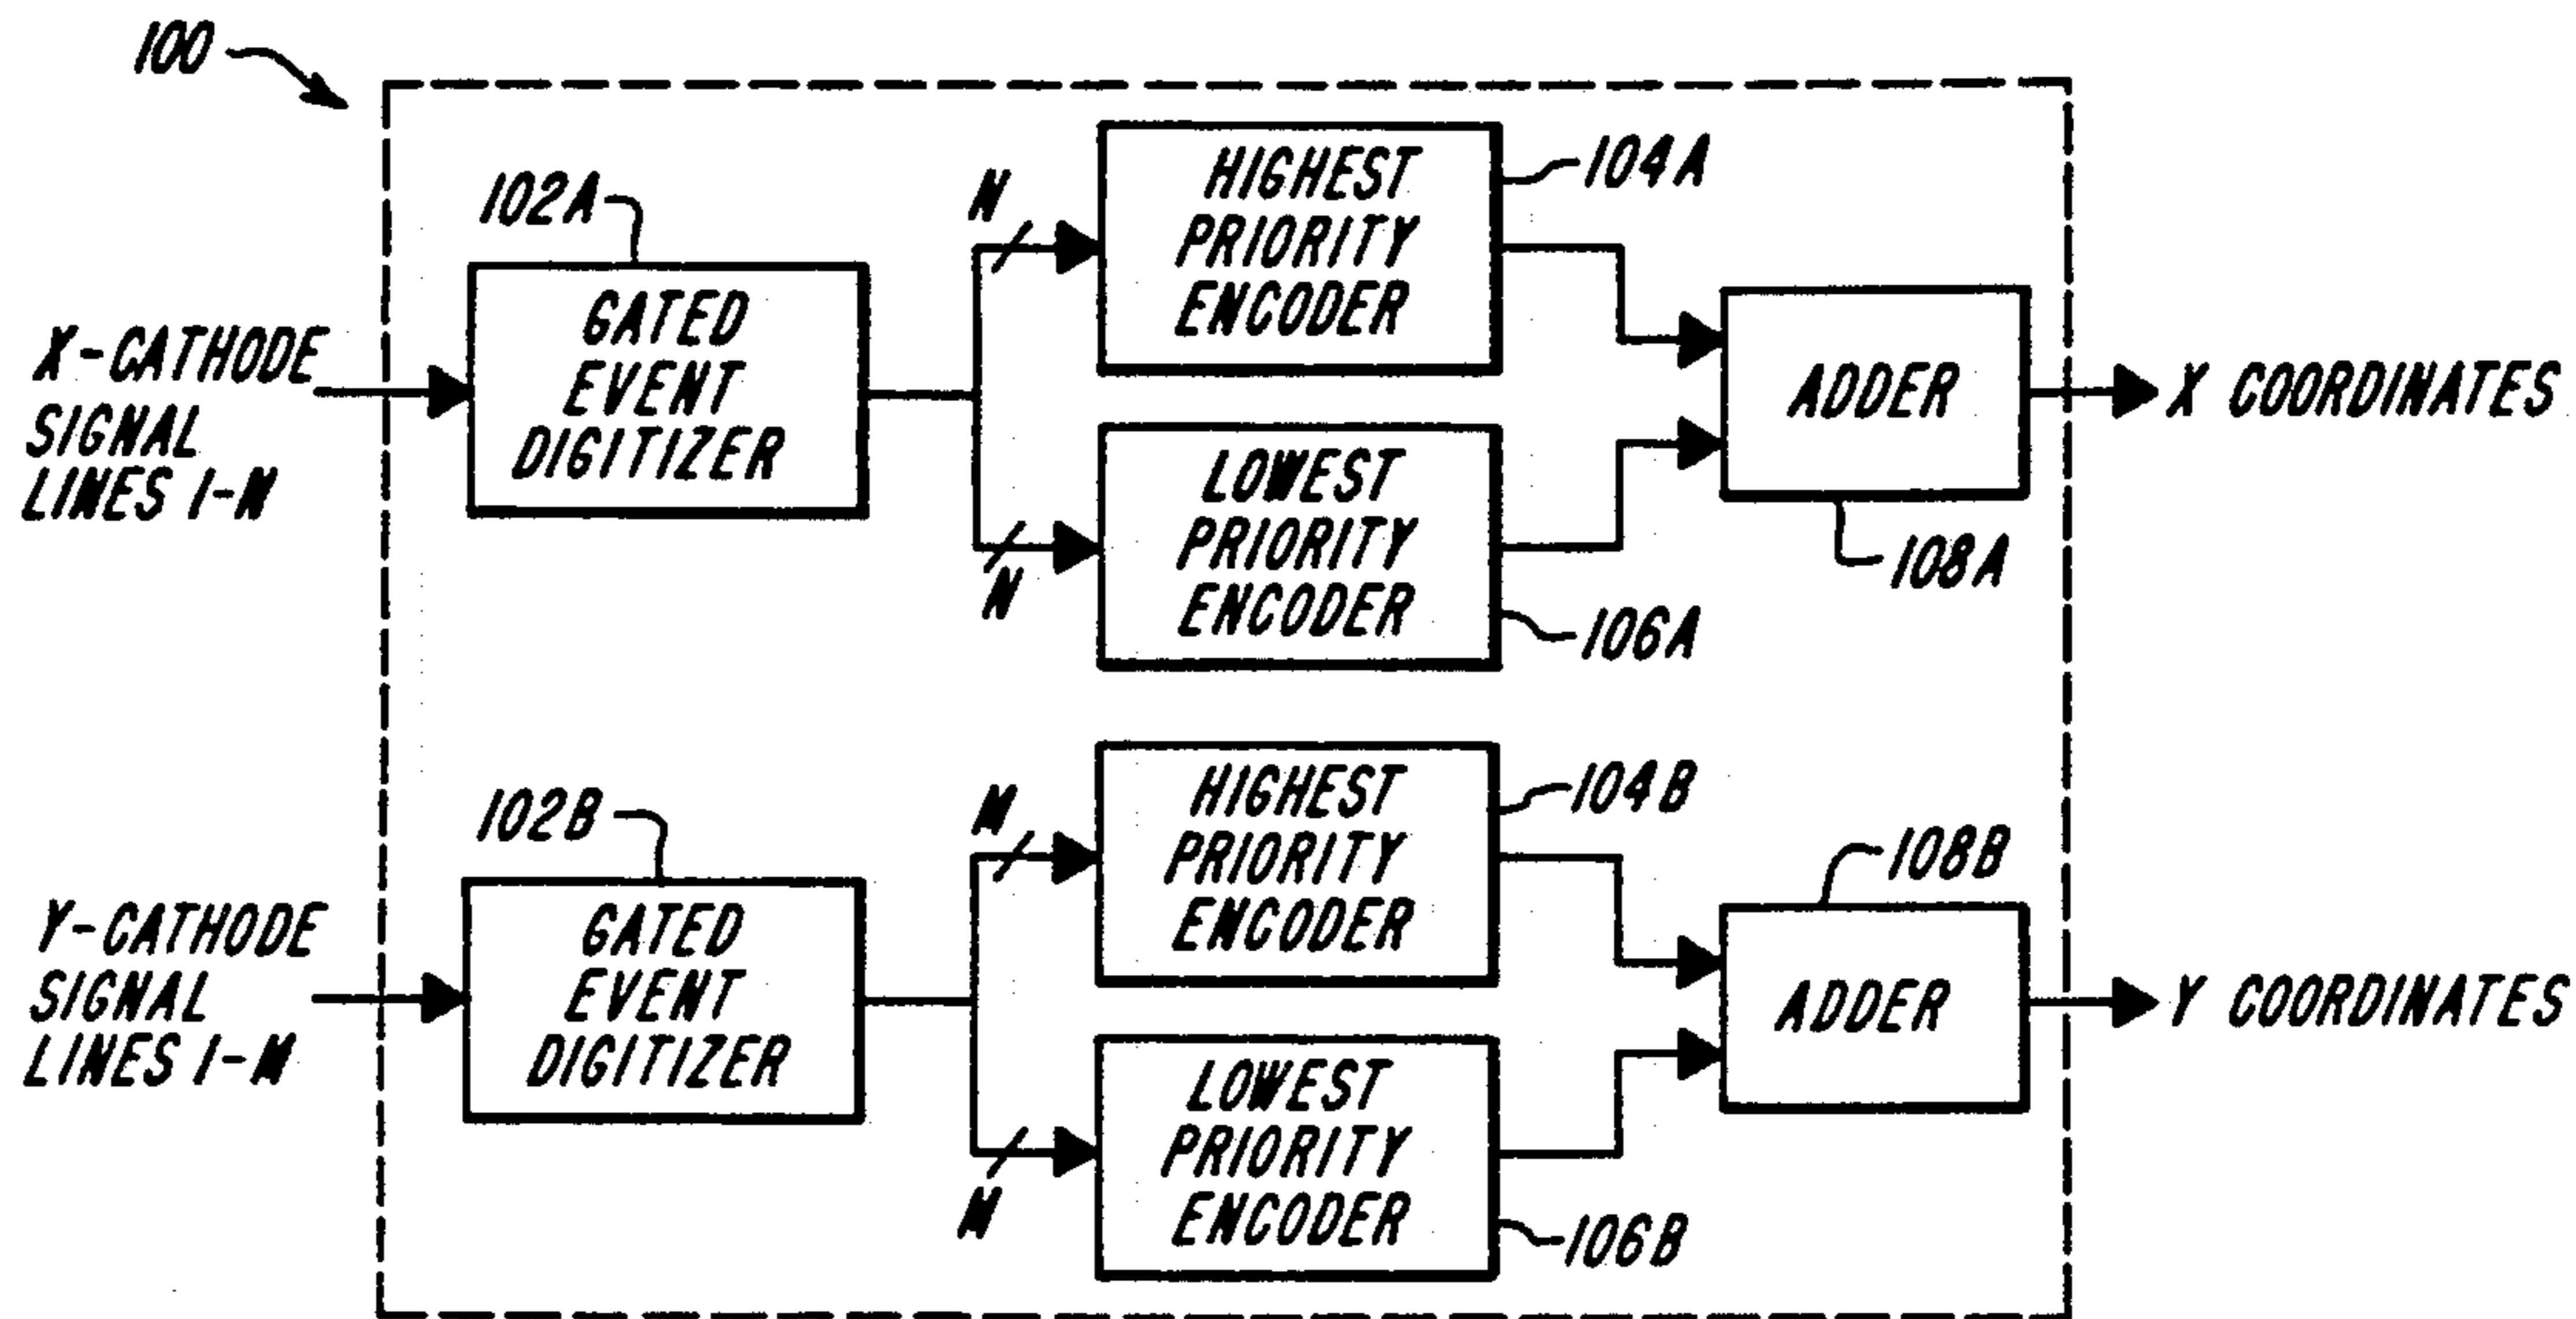 100
102A
N
HIGHEST
PRIORITY
ENCODER
104A
X-CATHODE
SIGNAL
LINES 1-N
GATED
EVENT
DIGITIZER
ADDER
X COORDINATES
N
LOWEST
PRIORITY
ENCODER
106A
108A
102B
M
HIGHEST
PRIORITY
ENCODER
104B
108B
Y-CATHODE
SIGNAL
LINES 1-M
GATED
EVENT
DIGITIZER
ADDER
Y COORDINATES
M
LOWEST
PRIORITY
ENCODER
106B